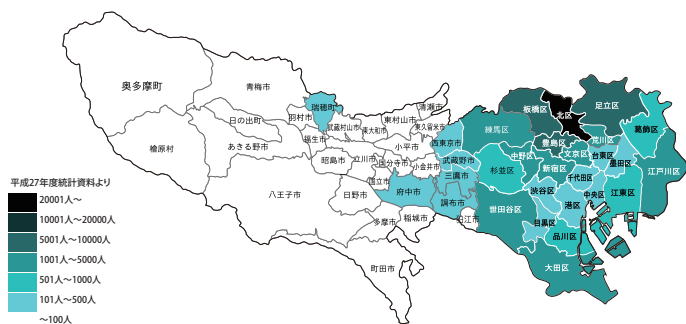 奥多摩町
青梅市
瑞穂町
羽村市
日の出町
福生市
武蔵村山市
東大和市
東村山市
清瀬市
東久留米市
檜原村
あきる野市
昭島市
立川市
国分寺市
小平市
小金井市
西東京市
武蔵野市
三鷹市
八王子市
日野市
国立市
府中市
調布市
狛江市
多摩市
稲城市
町田市
板橋区
北区
足立区
練馬区
豊島区
荒川区
葛飾区
中野区
文京区
台東区
墨田区
杉並区
新宿区
千代田区
江戸川区
渋谷区
中央区
江東区
世田谷区
港区
目黒区
品川区
大田区
平成27年度統計資料より
20001人～
10001人～20000人
5001人～10000人
1001人～5000人
501人～1000人
101人～500人
～100人